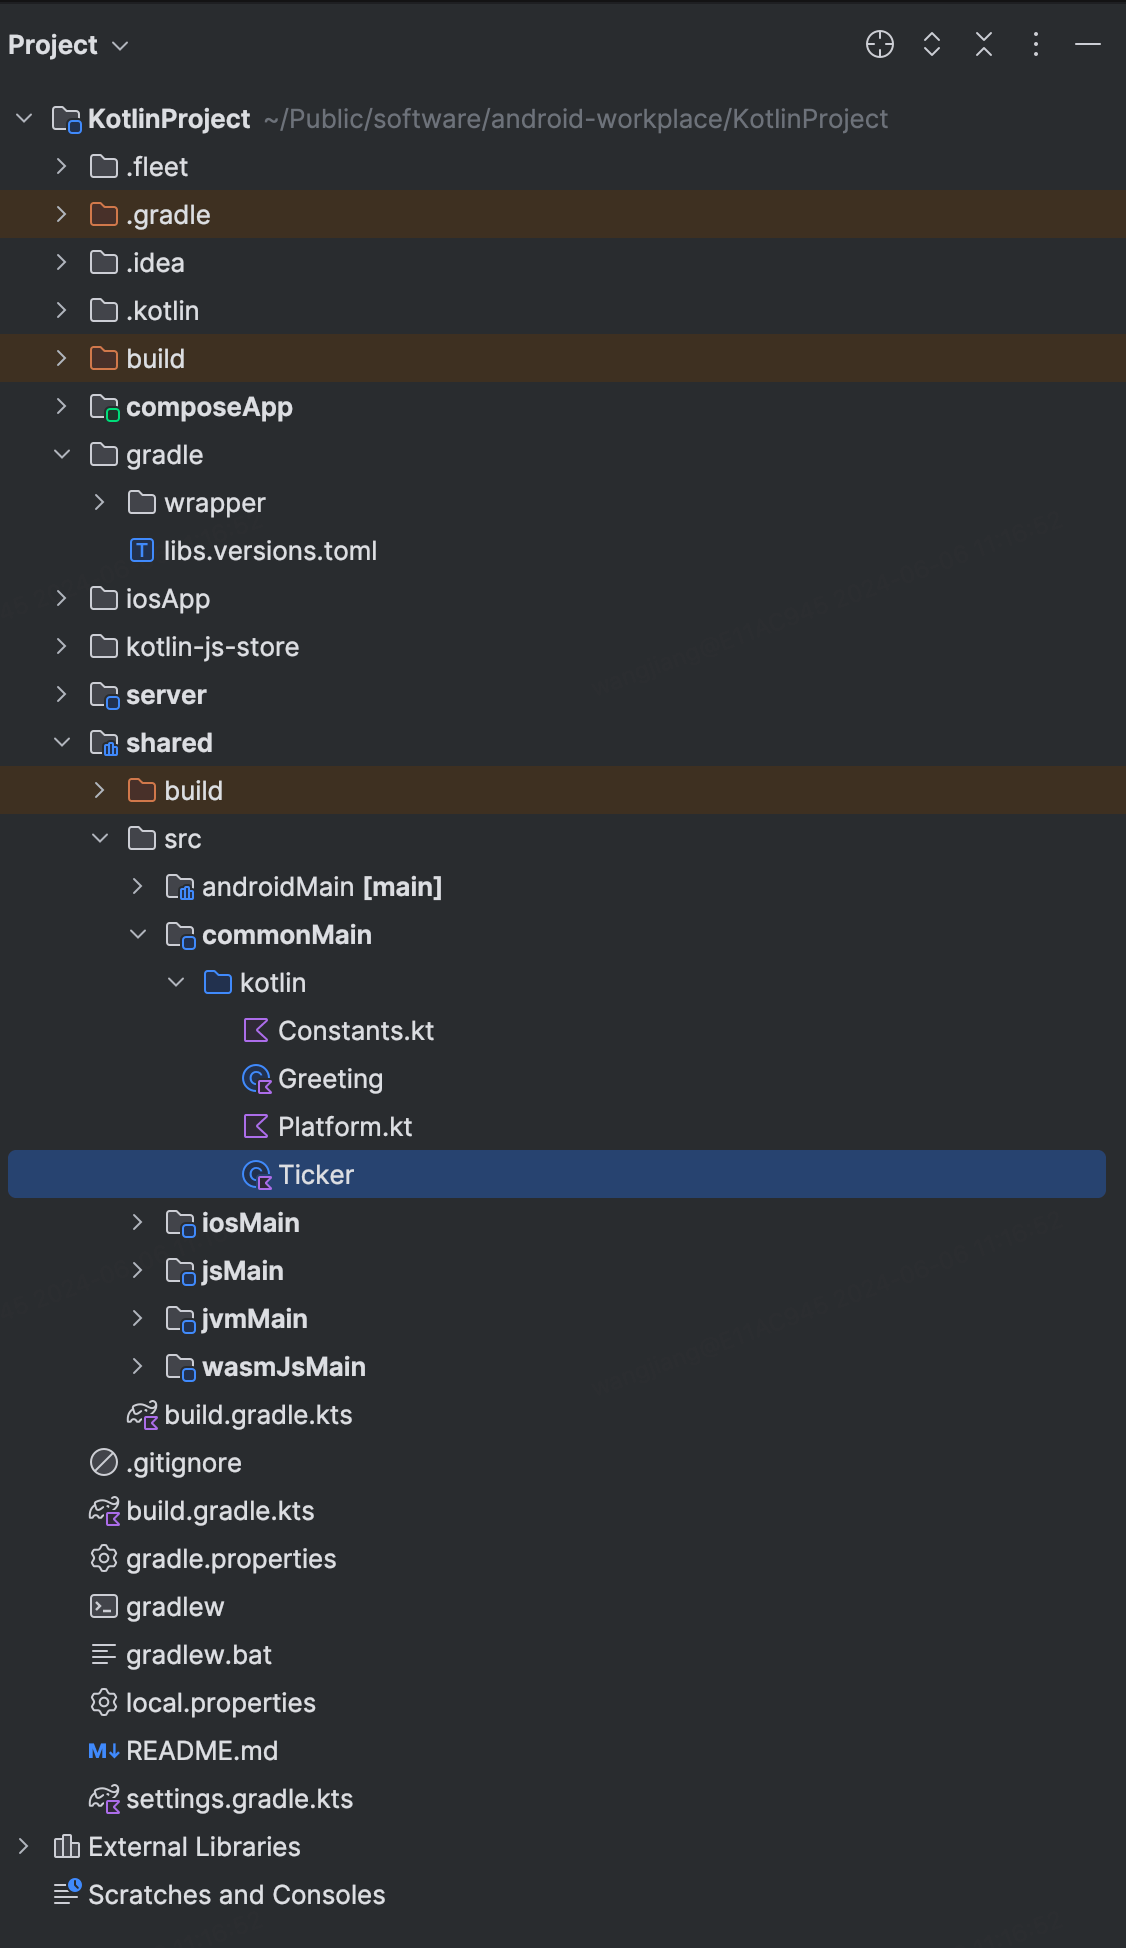 Project
KotlinProject ~/Public/software/android-workplace/KotlinProject
.fleet
.gradle
.idea
.kotlin
build
composeApp
gradle
wrapper
T libs.versions.toml
iosApp
kotlin-js-store
server
shared
build
src
androidMain [main]
commonMain
kotlin
Constants.kt
Greeting
Platform.kt
Ticker
iosMain
jsMain
jvmMain
wasmJsMain
build.gradle.kts
.gitignore
build.gradle.kts
gradle.properties
gradlew
gradlew.bat
local.properties
M↓ README.md
settings.gradle.kts
External Libraries
Scratches and Consoles